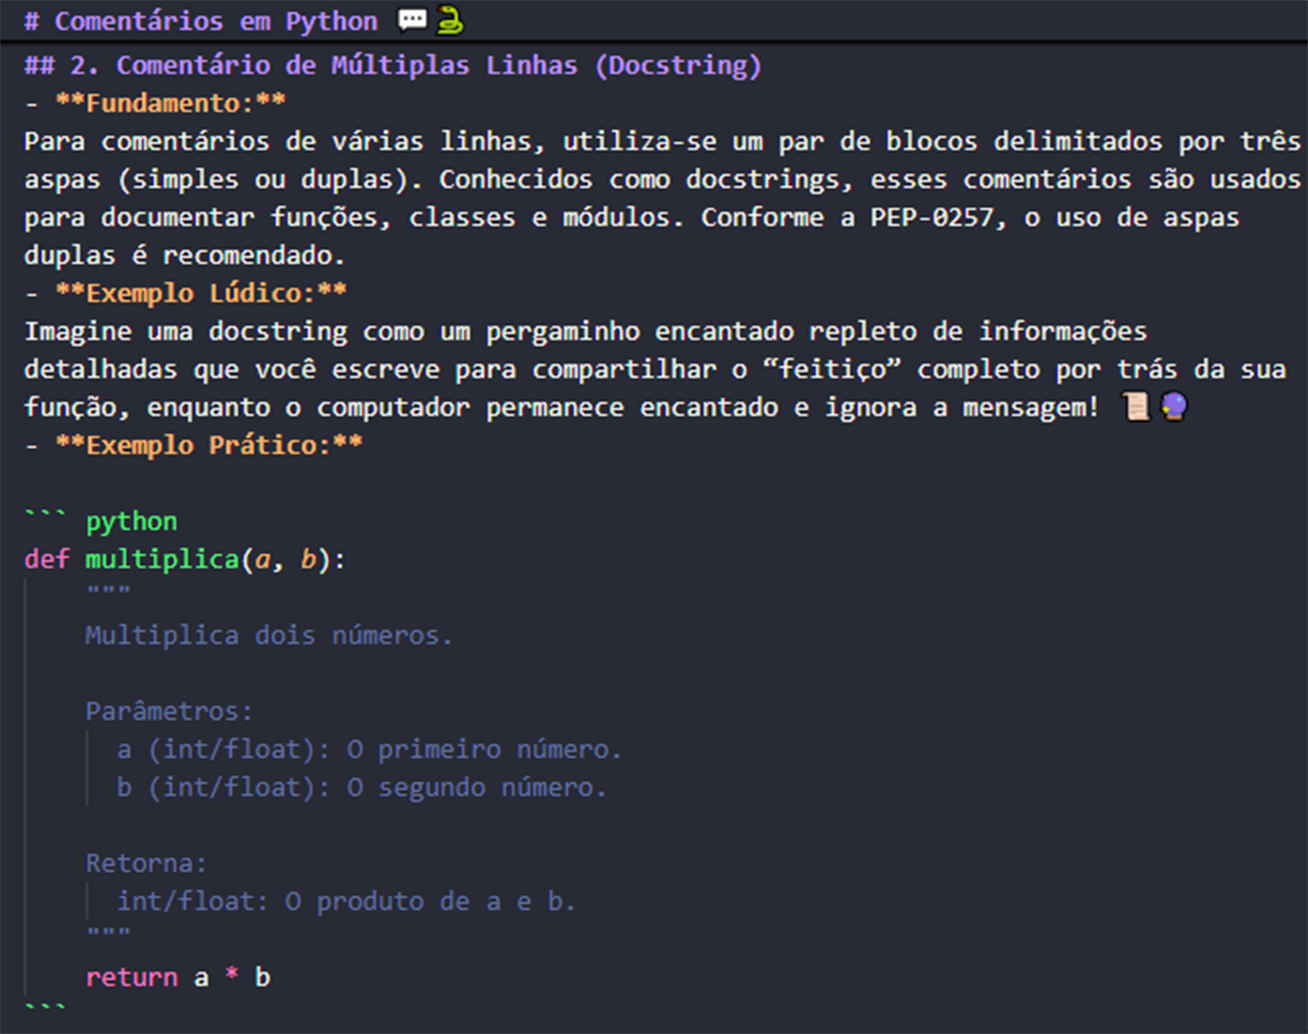 # Comentários em Python 💬🐍
## 2. Comentário de Múltiplas Linhas (Docstring)
- **Fundamento:**
Para comentários de várias linhas, utiliza-se um par de blocos delimitados por três
aspas (simples ou duplas). Conhecidos como docstrings, esses comentários são usados
para documentar funções, classes e módulos. Conforme a PEP-0257, o uso de aspas
duplas é recomendado.
- **Exemplo Lúdico:**
Imagine uma docstring como um pergaminho encantado repleto de informações
detalhadas que você escreve para compartilhar o “feitiço” completo por trás da sua
função, enquanto o computador permanece encantado e ignora a mensagem! 📜🔮
- **Exemplo Prático:**

``` python
def multiplica(a, b):
    """
    Multiplica dois números.

    Parâmetros:
      a (int/float): O primeiro número.
      b (int/float): O segundo número.

    Retorna:
      int/float: O produto de a e b.
    """
    return a * b
```